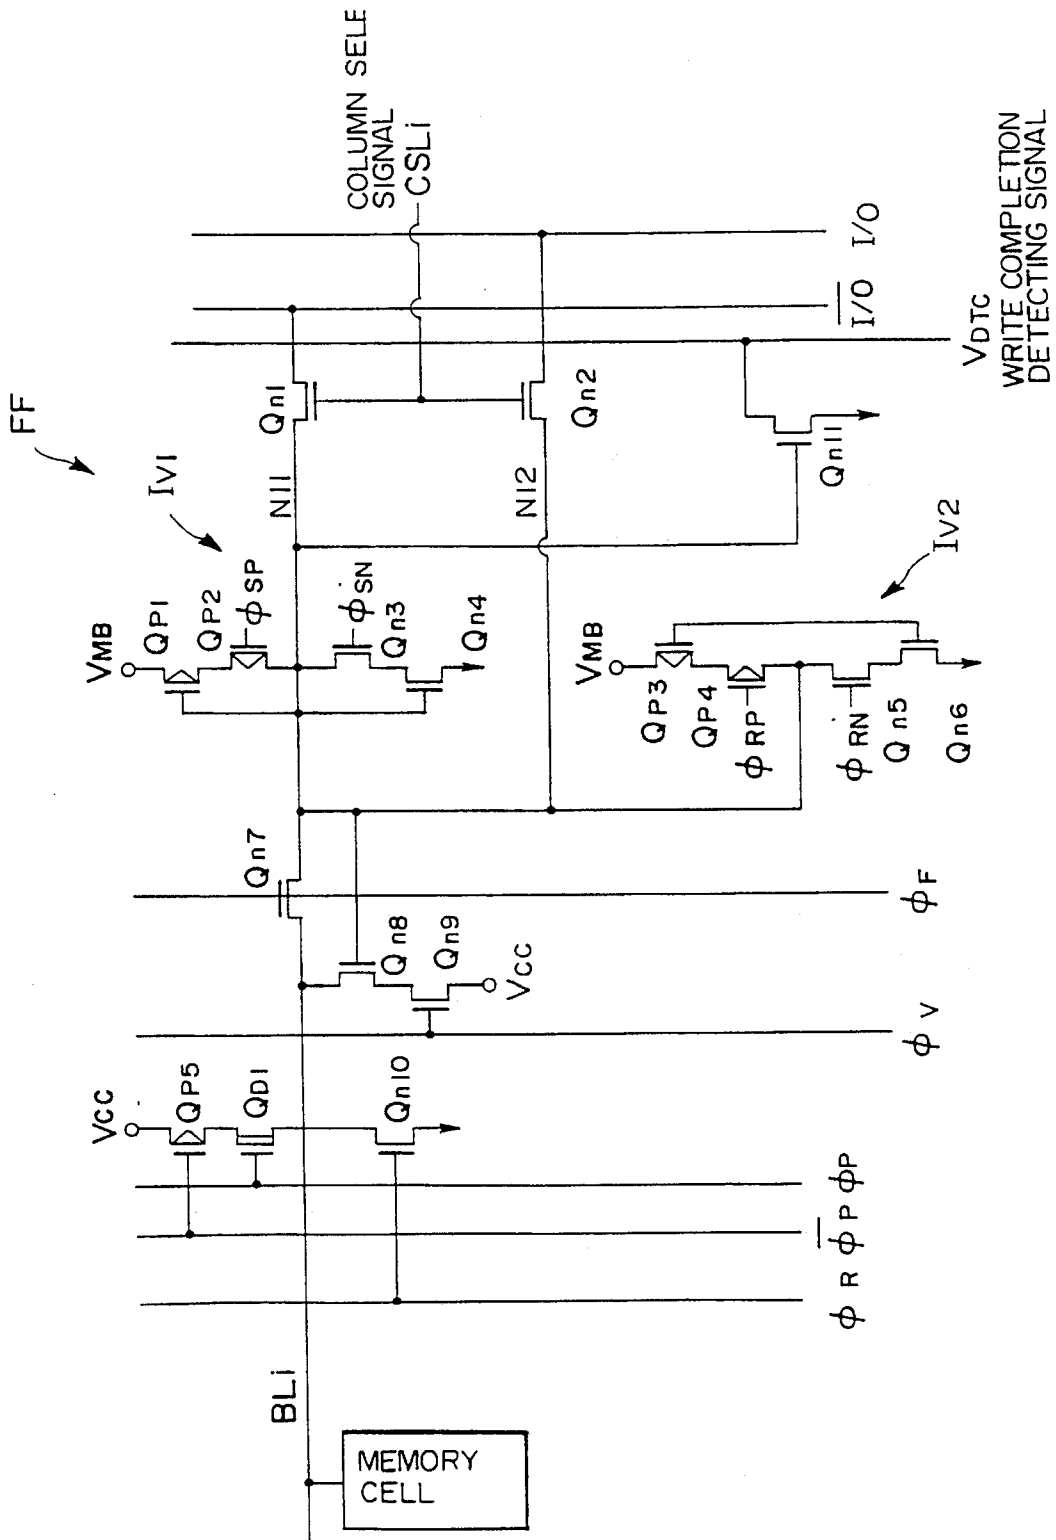 FF
COLUMN SELE
SIGNAL
CSLi
IV1
VMB
QP1
QP2
ϕSP
ϕSN
Qn3
Qn4
N11
Qn1
N12
Qn2
Qn11
I/O
I/O
VDTC
WRITE COMPLETION
DETECTING SIGNAL
IV2
VMB
QP3
QP4
ϕRP
ϕRN
Qn5
Qn6
Qn7
ϕF
Qn8
Qn9
VCC
ϕV
VCC
QP5
QD1
Qn10
ϕP
ϕP
ϕR
BLi
MEMORY
CELL